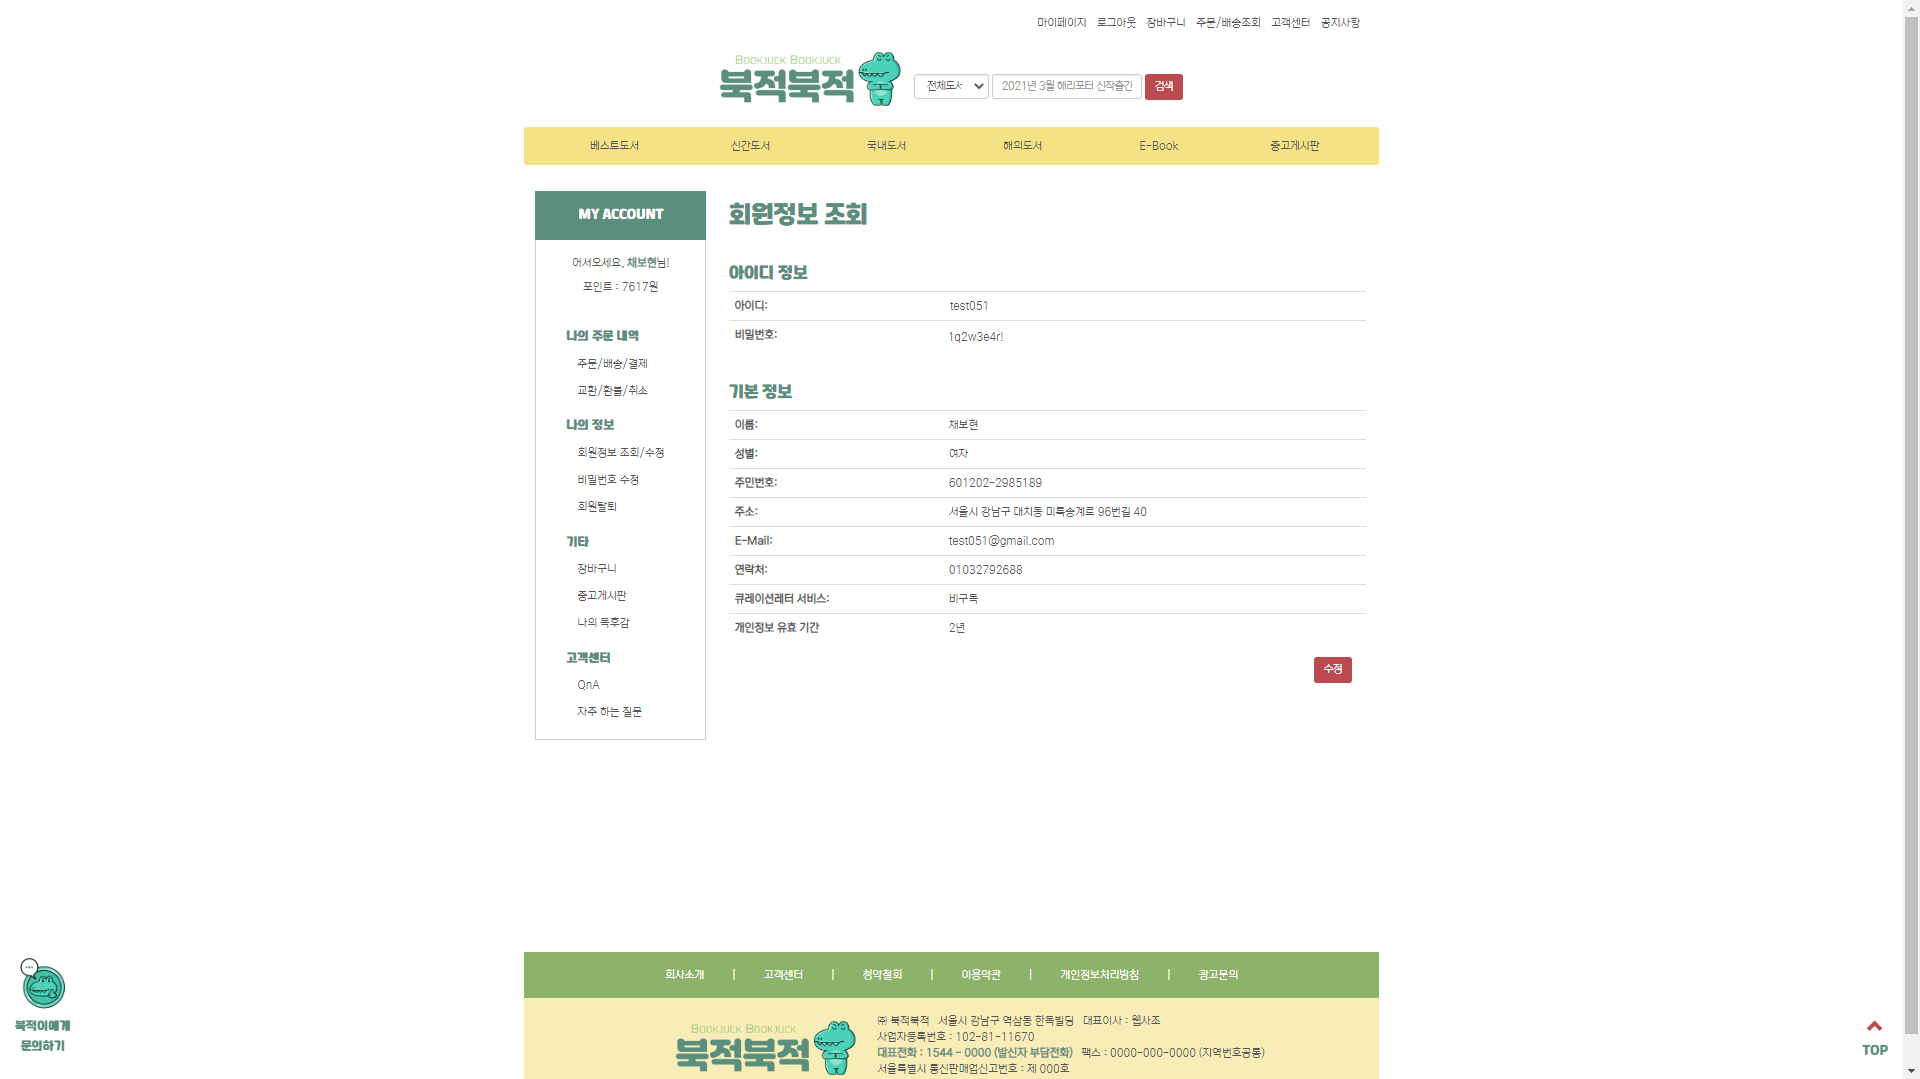 마이페이지 로그아웃 장바구니 주문/배송조회 고객센터 공지사항
BOOKJUCK BOOKJUCK
북적북적
전체도서 2021년 3월 해리포터 신작출간 검색
베스트도서 신간도서 국내도서 해외도서 E-Book 중고게시판
MY ACCOUNT
어서오세요, 채보현님!
포인트 : 7617원
나의 주문 내역
주문/배송/결제
교환/환불/취소
나의 정보
회원정보 조회/수정
비밀번호 수정
회원탈퇴
기타
장바구니
중고게시판
나의 독후감
고객센터
QnA
자주 하는 질문
회원정보 조회
아이디 정보
아이디: test051
비밀번호: 1q2w3e4r!
기본 정보
이름: 채보현
성별: 여자
주민번호: 601202-2985189
주소: 서울시 강남구 대치동 미륵송계로 96번길 40
E-Mail: test051@gmail.com
연락처: 01032792688
큐레이션레터 서비스: 비구독
개인정보 유효 기간 2년
수정
북적이에게
문의하기
TOP
회사소개 | 고객센터 | 청약철회 | 이용약관 | 개인정보처리방침 | 광고문의
BOOKJUCK BOOKJUCK
북적북적
㈜ 북적북적 서울시 강남구 역삼동 한독빌딩 대표이사 : 웹사조
사업자등록번호 : 102-81-11670
대표전화 : 1544 - 0000 (발신자 부담전화) 팩스 : 0000-000-0000 (지역번호공통)
서울특별시 통신판매업신고번호 : 제 000호